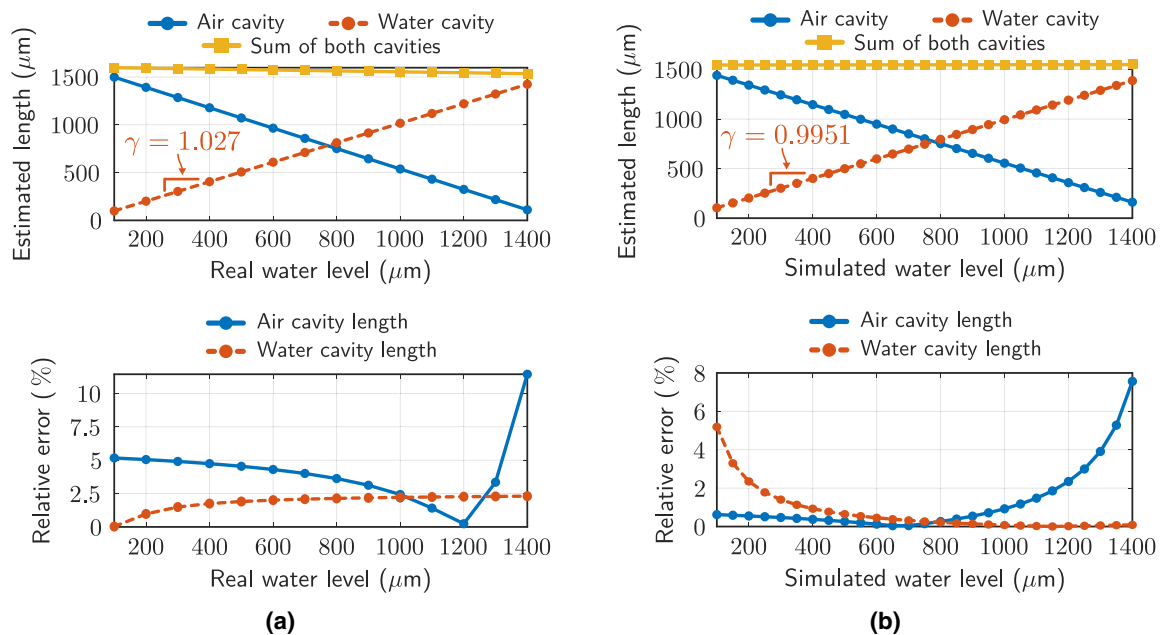 Air cavity Water cavity
Sum of both cavities
Estimated length (μm)
1500
1000
500
0
γ = 1.027
200 400 600 800 1000 1200 1400
Real water level (μm)
Air cavity length
Water cavity length
Relative error (%)
10
7.5
5
2.5
0
200 400 600 800 1000 1200 1400
Real water level (μm)
(a)
Air cavity Water cavity
Sum of both cavities
Estimated length (μm)
1500
1000
500
0
γ = 0.9951
200 400 600 800 1000 1200 1400
Simulated water level (μm)
Air cavity length
Water cavity length
Relative error (%)
8
6
4
2
0
200 400 600 800 1000 1200 1400
Simulated water level (μm)
(b)